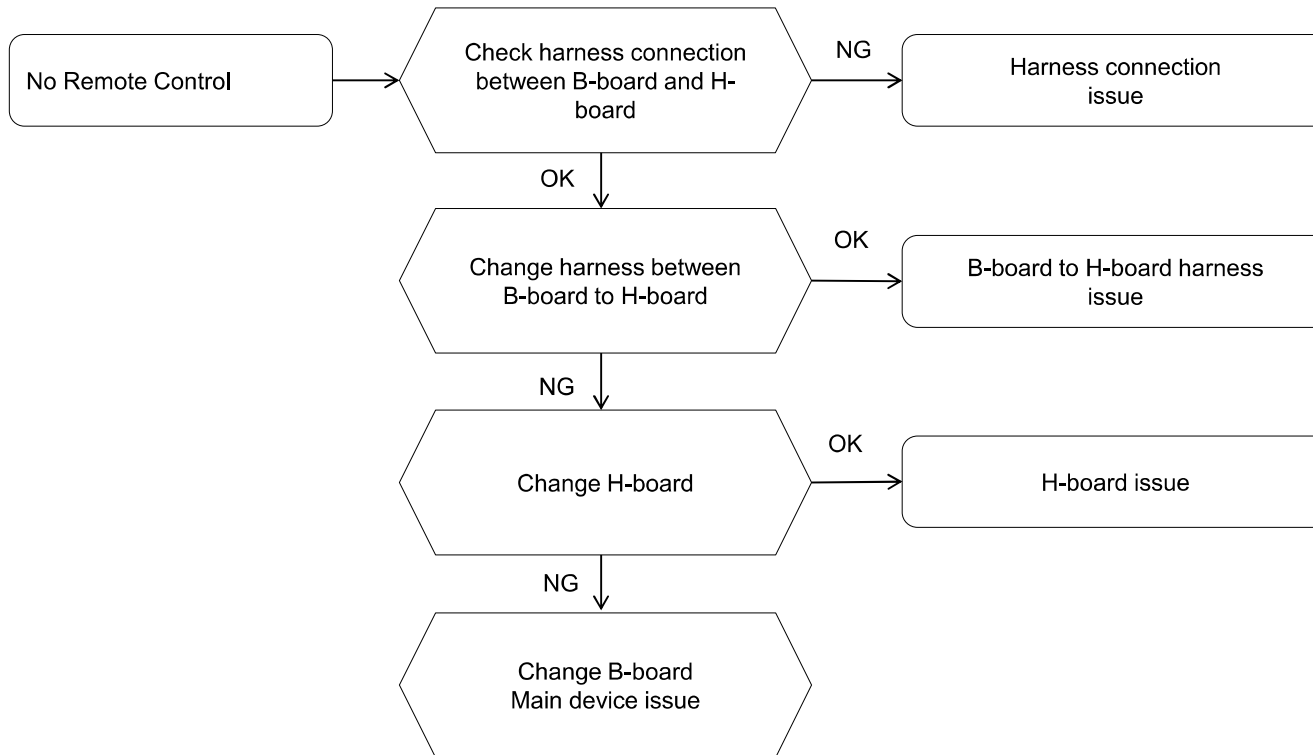 No Remote Control
Check harness connection
between B-board and H-
board
NG
Harness connection
issue
OK
Change harness between
B-board to H-board
OK
B-board to H-board harness
issue
NG
Change H-board
OK
H-board issue
NG
Change B-board
Main device issue